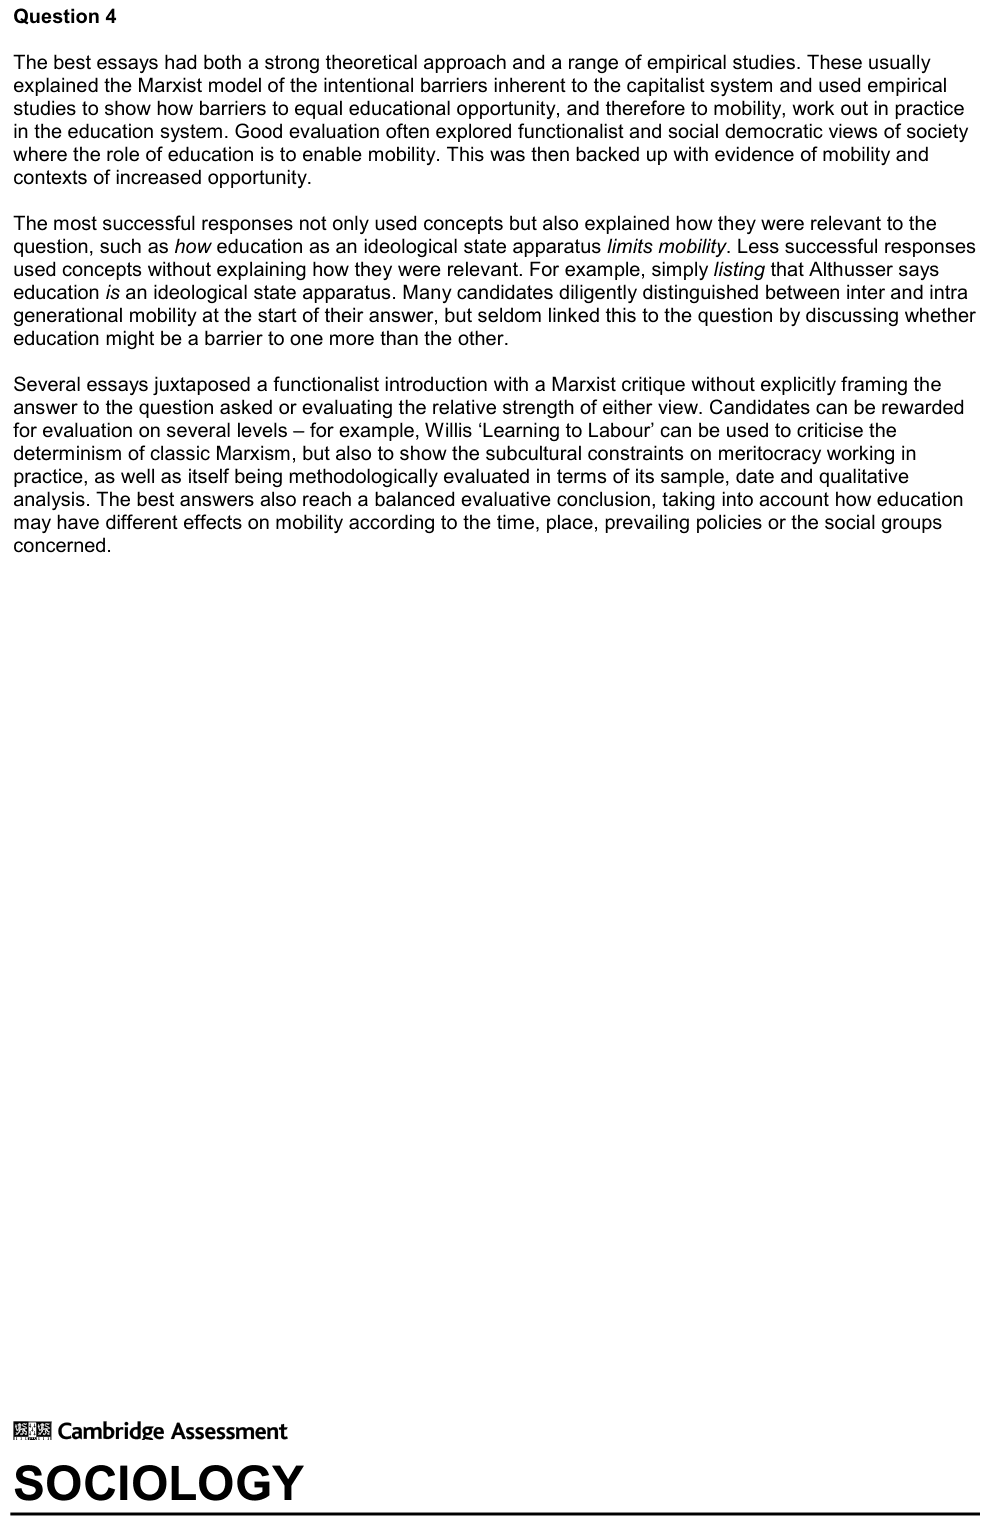 Question 4
The best essays had both a strong theoretical approach and a range of empirical studies. These usually
explained the Marxist model of the intentional barriers inherent to the capitalist system and used empirical
studies to show how barriers to equal educational opportunity, and therefore to mobility, work out in practice
in the education system. Good evaluation often explored functionalist and social democratic views of society
where the role of education is to enable mobility. This was then backed up with evidence of mobility and
contexts of increased opportunity.
The most successful responses not only used concepts but also explained how they were relevant to the
question, such as how education as an ideological state apparatus limits mobility. Less successful responses
used concepts without explaining how they were relevant. For example, simply listing that Althusser says
education is an ideological state apparatus. Many candidates diligently distinguished between inter and intra
generational mobility at the start of their answer, but seldom linked this to the question by discussing whether
education might be a barrier to one more than the other.
Several essays juxtaposed a functionalist introduction with a Marxist critique without explicitly framing the
answer to the question asked or evaluating the relative strength of either view. Candidates can be rewarded
for evaluation on several levels – for example, Willis ‘Learning to Labour’ can be used to criticise the
determinism of classic Marxism, but also to show the subcultural constraints on meritocracy working in
practice, as well as itself being methodologically evaluated in terms of its sample, date and qualitative
analysis. The best answers also reach a balanced evaluative conclusion, taking into account how education
may have different effects on mobility according to the time, place, prevailing policies or the social groups
concerned.
Cambridge Assessment
SOCIOLOGY